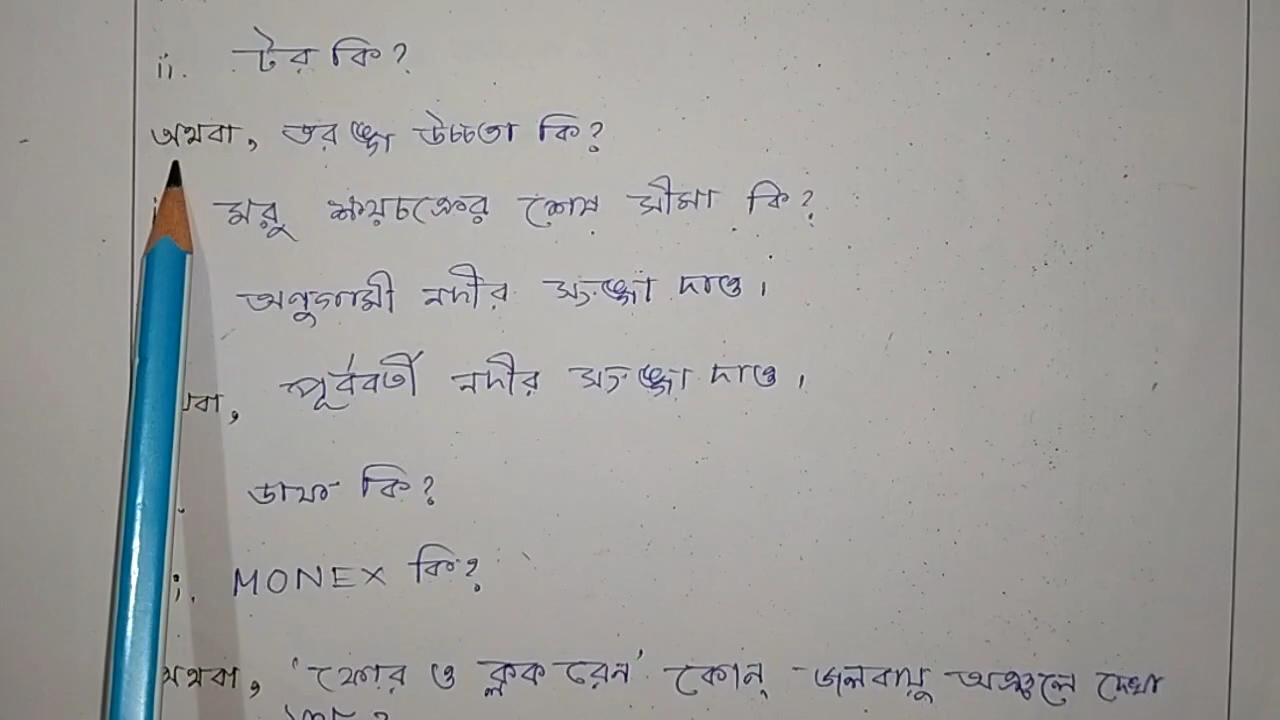 ii. টর কি?
অথবা, তরঙ্গ উচ্চতা কি?
মরু ক্ষয়চক্রের শেষ সীমা কি?
অনুগামী নদীর সংজ্ঞা দাও।
পূর্ববর্তী নদীর সংজ্ঞা দাও।
কি?
MONEX কি?
অথবা, 'ফোর ও ক্লক রেন' কোন্ জলবায়ু অঞ্চলে দেখা